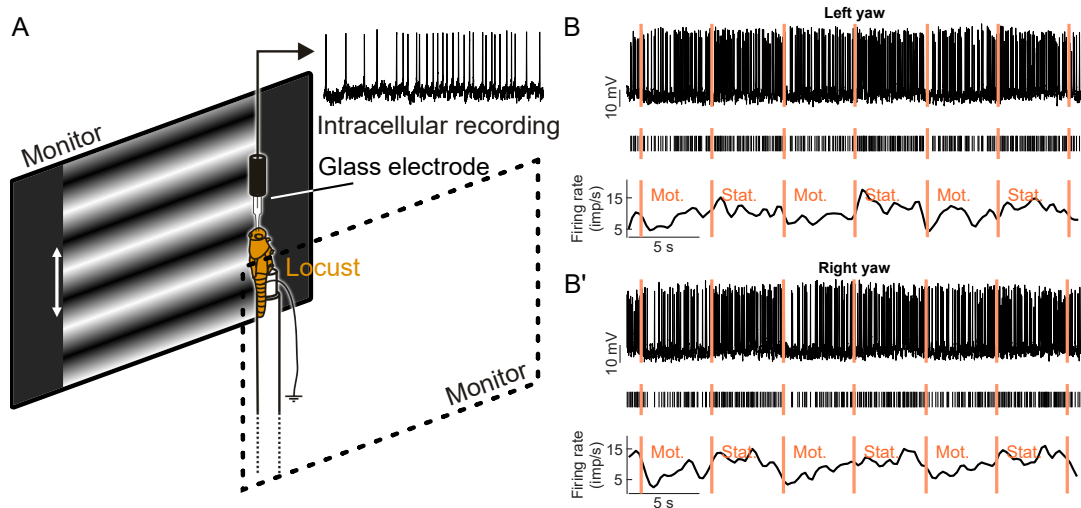 A
Monitor
Intracellular recording
Glass electrode
Locust
Monitor
B
Left yaw
10 mV
Firing rate
(imp/s)
15
5
Mot.
Stat.
Mot.
Stat.
Mot.
Stat.
5 s
B'
Right yaw
10 mV
Firing rate
(imp/s)
15
5
Mot.
Stat.
Mot.
Stat.
Mot.
Stat.
5 s